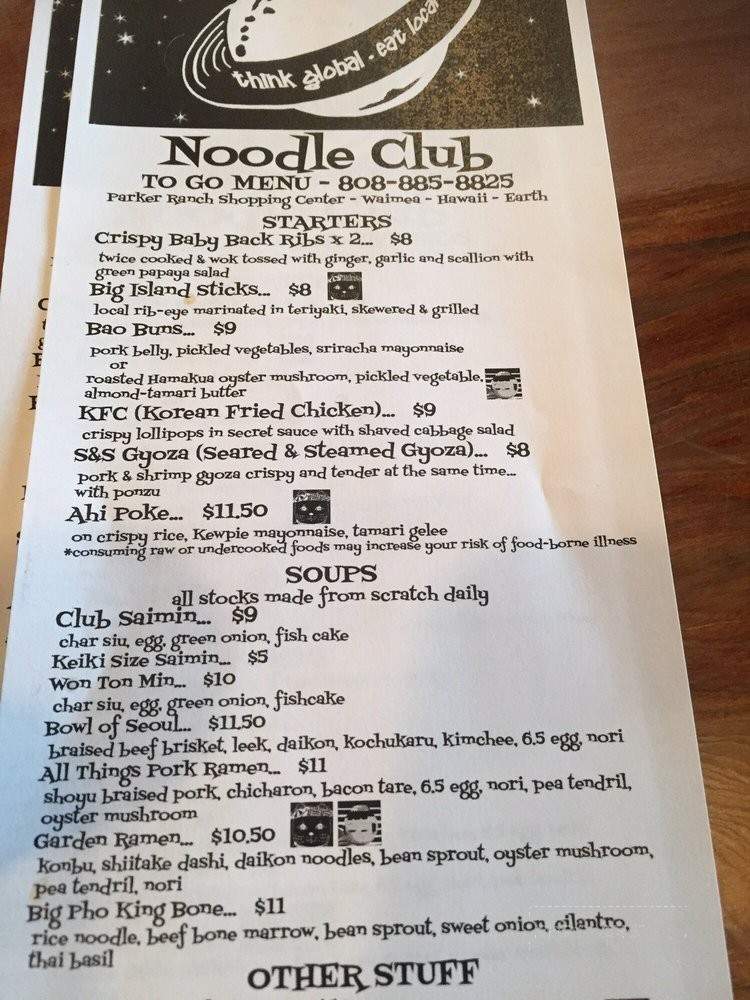 think global • eat local
Noodle Club
TO GO MENU - 808-885-8825
Parker Ranch Shopping Center - Waimea - Hawaii - Earth
STARTERS
Crispy Baby Back Ribs x 2... $8
twice cooked & wok tossed with ginger, garlic and scallion with
green papaya salad
Big Island Sticks... $8
local rib-eye marinated in teriyaki, skewered & grilled
Bao Buns... $9
pork belly, pickled vegetables, sriracha mayonnaise
or
roasted Hamakua oyster mushroom, pickled vegetable,
almond-tamari butter
KFC (Korean Fried Chicken)... $9
crispy lollipops in secret sauce with shaved cabbage salad
S&S Gyoza (Seared & Steamed Gyoza)... $8
pork & shrimp gyoza crispy and tender at the same time...
with ponzu
Ahi Poke... $11.50
on crispy rice, Kewpie mayonnaise, tamari gelee
*consuming raw or undercooked foods may increase your risk of food-borne illness
SOUPS
all stocks made from scratch daily
Club Saimin... $9
char siu, egg, green onion, fish cake
Keiki Size Saimin... $5
Won Ton Min... $10
char siu, egg, green onion, fishcake
Bowl of Seoul... $11.50
braised beef brisket, leek, daikon, kochukaru, kimchee, 6.5 egg, nori
All Things Pork Ramen... $11
shoyu braised pork, chicharon, bacon tare, 6.5 egg, nori, pea tendril,
oyster mushroom
Garden Ramen... $10.50
konbu, shiitake dashi, daikon noodles, bean sprout, oyster mushroom,
pea tendril, nori
Big Pho King Bone... $11
rice noodle, beef bone marrow, bean sprout, sweet onion, cilantro,
thai basil
OTHER STUFF